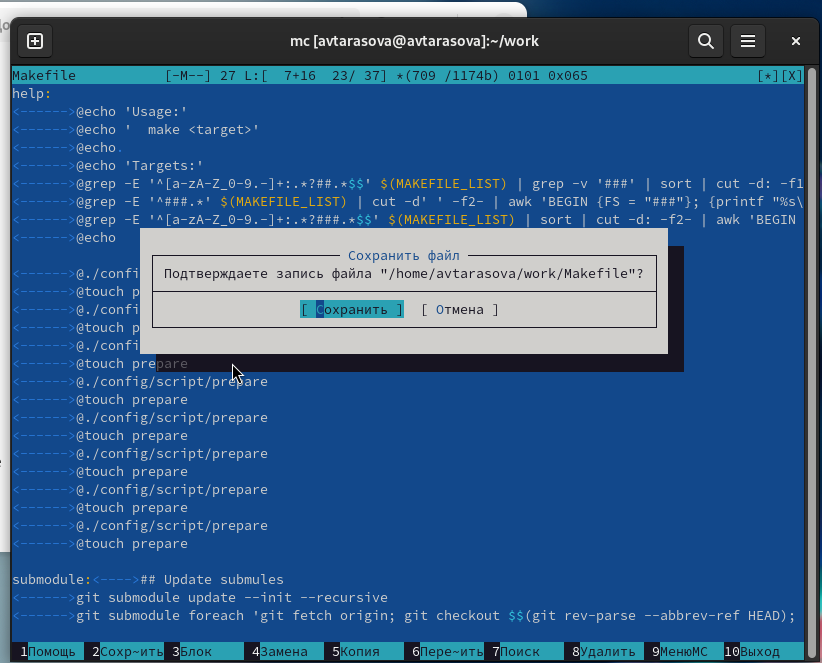 mc [avtarasova@avtarasova]:~/work
Makefile [-M--] 27 L:[ 7+16 23/ 37] *(709 /1174b) 0101 0x065 [*][X]
help:
<------>@echo 'Usage:'
<------>@echo '  make <target>'
<------>@echo.
<------>@echo 'Targets:'
<------>@grep -E '^[a-zA-Z_0-9.-]+:.*?##.*$$' $(MAKEFILE_LIST) | grep -v '###' | sort | cut -d: -f1
<------>@grep -E '^###.*' $(MAKEFILE_LIST) | cut -d' ' -f2- | awk 'BEGIN {FS = "###"}; {printf "%s\
<------>@grep -E '^[a-zA-Z_0-9.-]+:.*?###.*$$' $(MAKEFILE_LIST) | sort | cut -d: -f2- | awk 'BEGIN
<------>@echo
Сохранить файл
Подтверждаете запись файла "/home/avtarasova/work/Makefile"?
[ Сохранить ] [ Отмена ]
<------>@./confi
<------>@touch p
<------>@./confi
<------>@touch p
<------>@./confi
<------>@touch prepare
<------>@./config/script/prepare
<------>@touch prepare
<------>@./config/script/prepare
<------>@touch prepare
<------>@./config/script/prepare
<------>@touch prepare
<------>@./config/script/prepare
<------>@touch prepare
<------>@./config/script/prepare
<------>@touch prepare
submodule:<---->## Update submules
<------>git submodule update --init --recursive
<------>git submodule foreach 'git fetch origin; git checkout $$(git rev-parse --abbrev-ref HEAD);
1Помощь 2Сохр~ить 3Блок 4Замена 5Копия 6Пере~ить 7Поиск 8Удалить 9МенюMC 10Выход